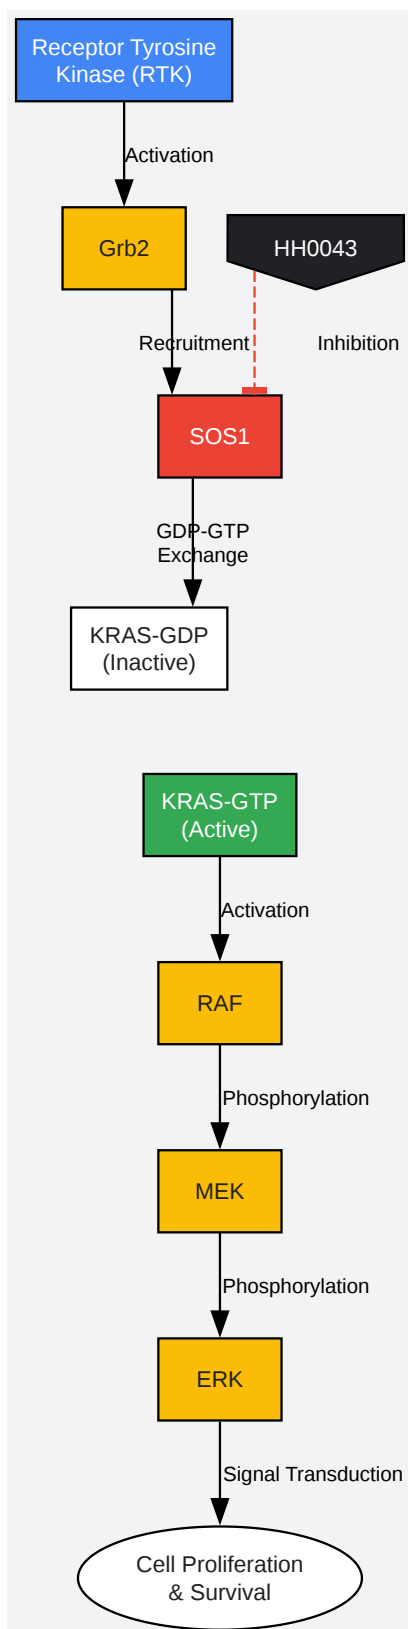 Receptor Tyrosine
Kinase (RTK)
Activation
Grb2
HH0043
Recruitment
Inhibition
SOS1
GDP-GTP
Exchange
KRAS-GDP
(Inactive)
KRAS-GTP
(Active)
Activation
RAF
Phosphorylation
MEK
Phosphorylation
ERK
Signal Transduction
Cell Proliferation
& Survival